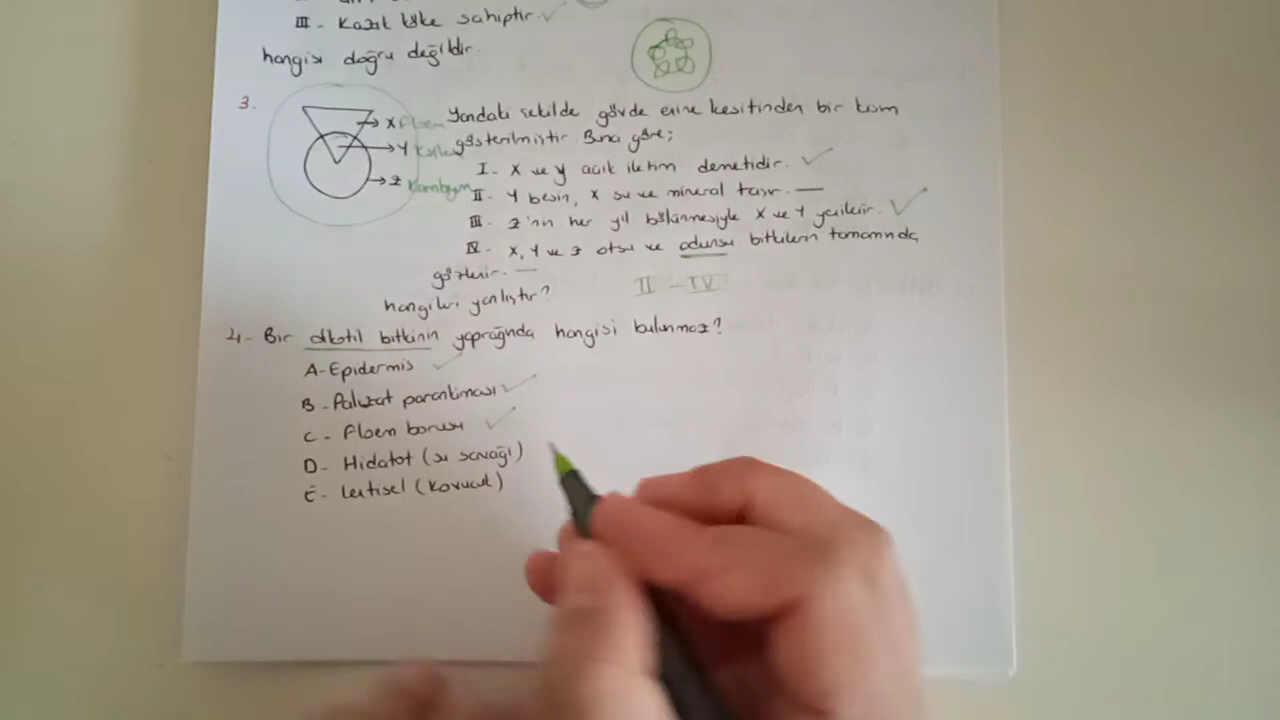 III - Kazık köke sahiptir.
hangisi doğru değildir.
3.
X Floem Yandaki şekilde gövde enine kesitinden bir kısım
Y gösterilmiştir. Buna göre;
I - X ve Y açık iletim demetidir.
Z Kambiyum II - Y besin, X su ve mineral taşır.
III - Z'nin her yıl bölünmesiyle X ve Y yenilenir.
IV - X, Y ve Z otsu ve odunsu bitkilerin tamamında
gözlenir.
hangileri yanlıştır? II - IV
4 - Bir dikotil bitkinin yaprağında hangisi bulunmaz?
A - Epidermis
B - Palizat parankiması
C - Floem borusu
D - Hidatot (su savağı)
E - Lentisel (Kovucuk)